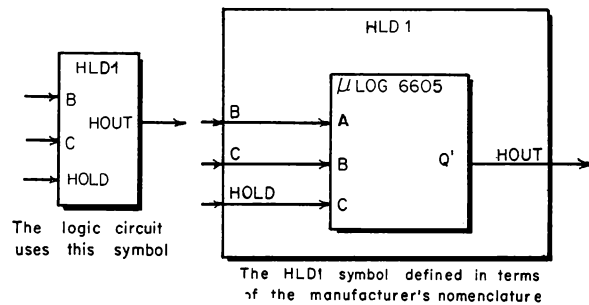 HLD1
B
C
HOUT
HOLD
The logic circuit
uses this symbol
HLD 1
μLOG 6605
B
A
C
B
Q'
HOUT
HOLD
C
The HLD1 symbol defined in terms
of the manufacturer's nomenclature